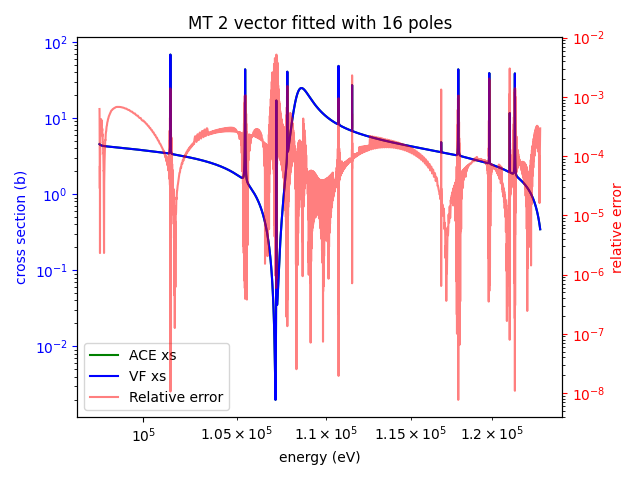 MT 2 vector fitted with 16 poles
10²
10¹
10⁰
10⁻¹
10⁻²
cross section (b)
10⁻²
10⁻³
10⁻⁴
10⁻⁵
10⁻⁶
10⁻⁷
10⁻⁸
relative error
ACE xs
VF xs
Relative error
10⁵
1.05 × 10⁵
1.1 × 10⁵
1.15 × 10⁵
1.2 × 10⁵
energy (eV)